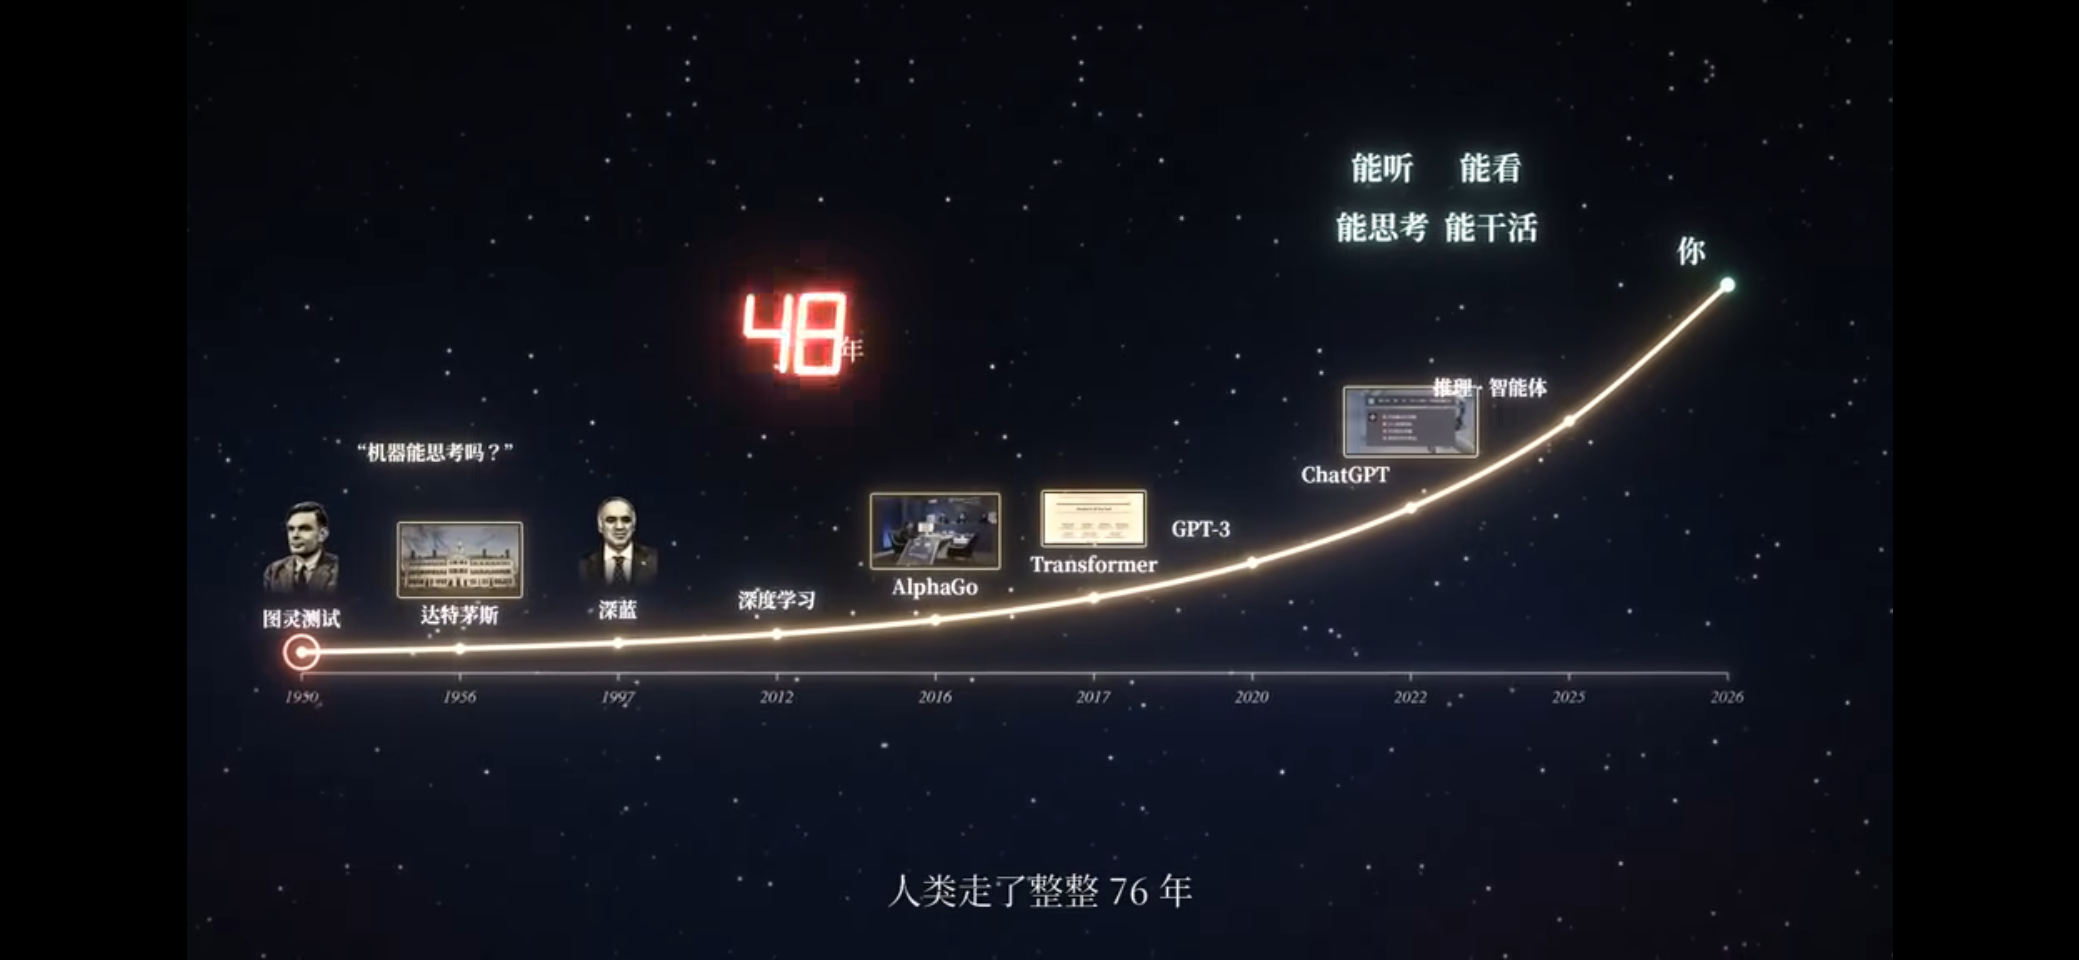 能听 能看
能思考 能干活
你
48年
推理·智能体
“机器能思考吗？”
ChatGPT
GPT-3
Transformer
AlphaGo
深度学习
深蓝
达特茅斯
图灵测试
1950 1956 1997 2012 2016 2017 2020 2022 2025 2026
人类走了整整 76 年